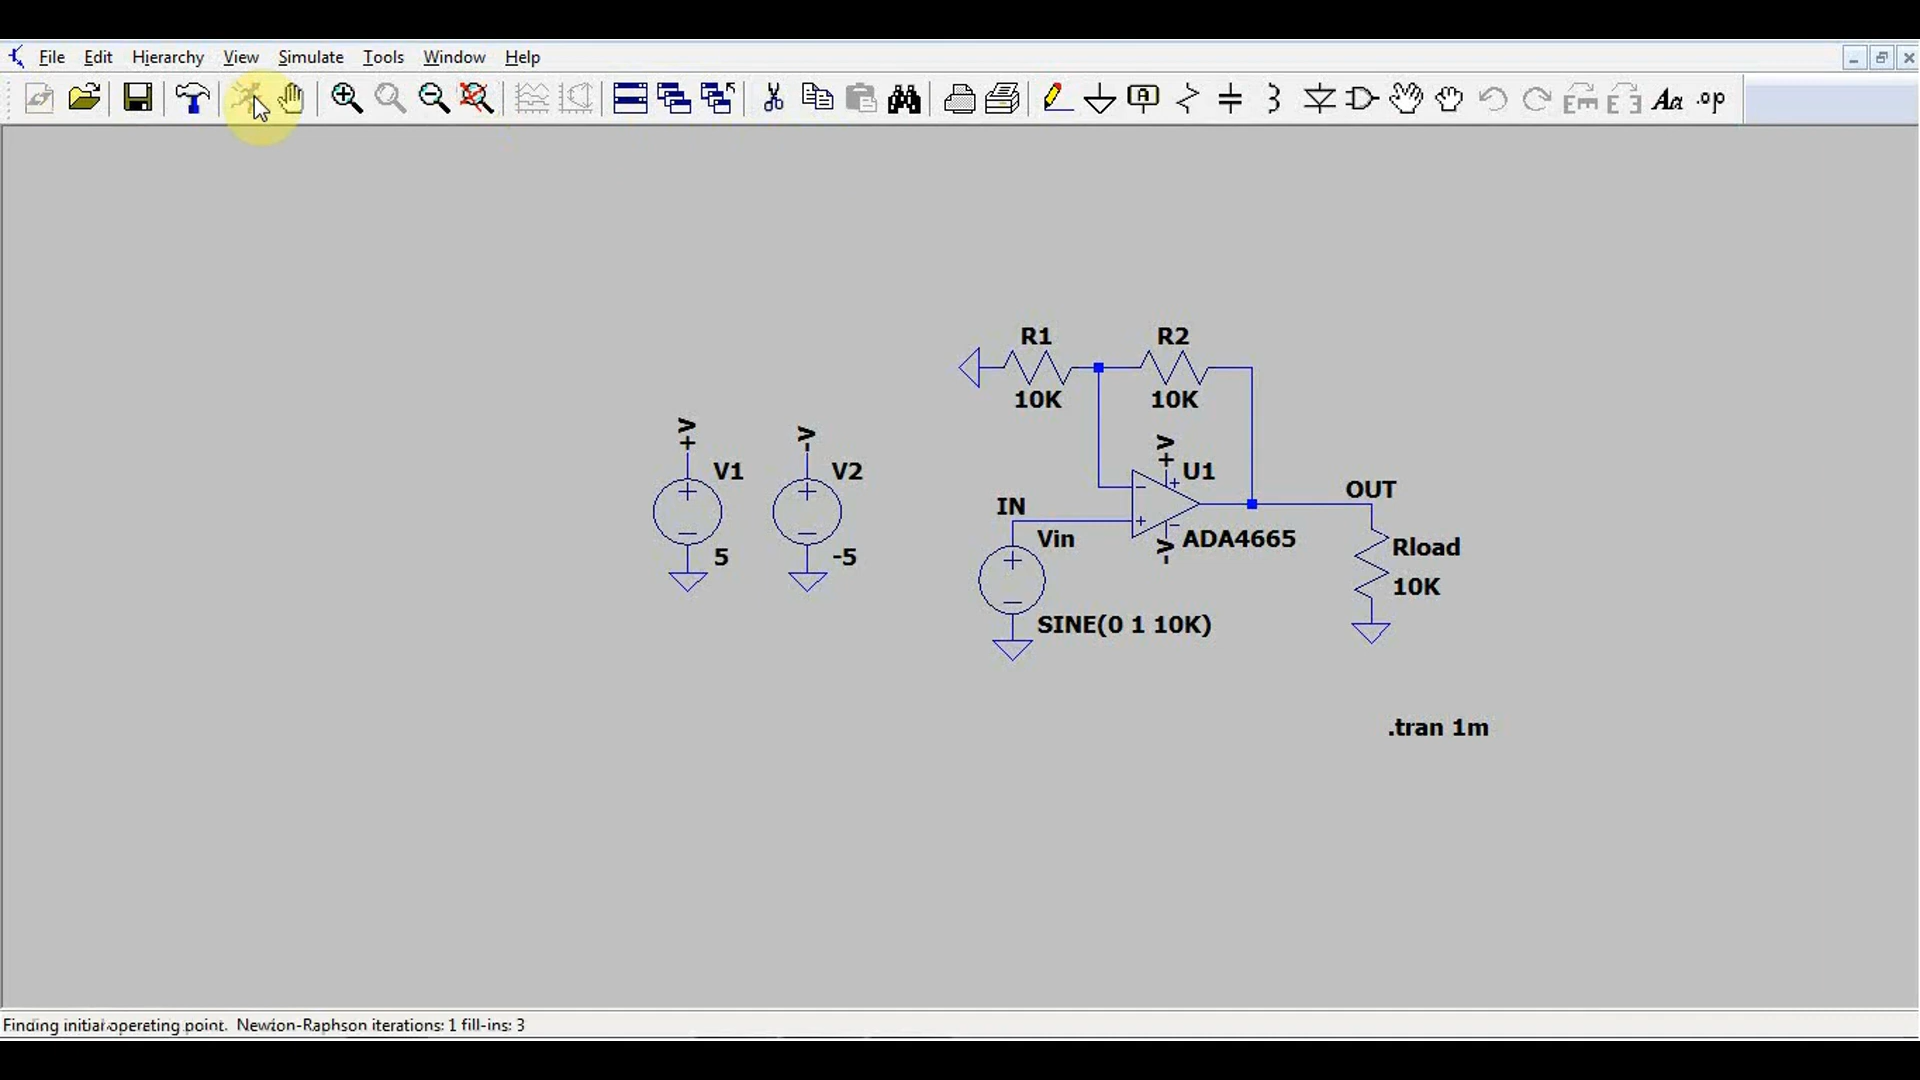 File Edit Hierarchy View Simulate Tools Window Help
A Aa .op
R1 R2
10K 10K
+V -V +V
V1 V2 U1
OUT
IN
Vin -V ADA4665 Rload
5 -5
10K
SINE(0 1 10K)
.tran 1m
Finding initial operating point. Newton-Raphson iterations: 1 fill-ins: 3